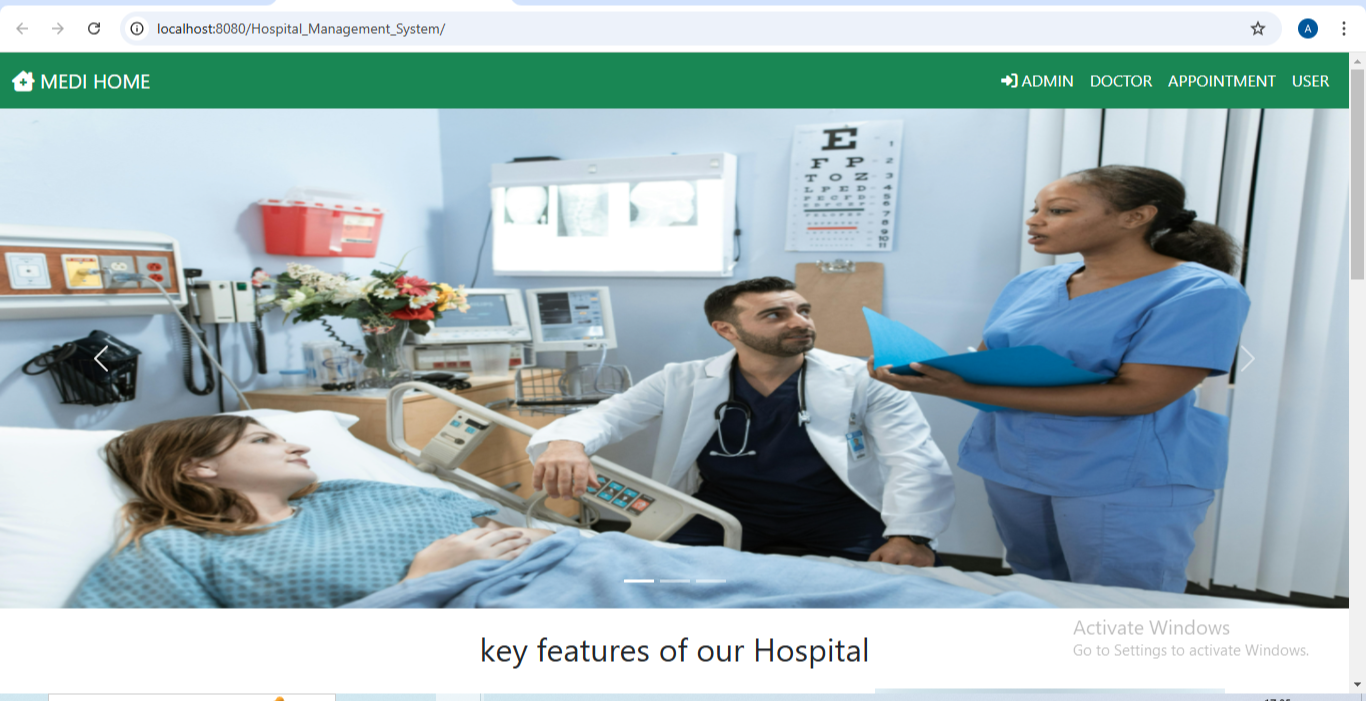 localhost:8080/Hospital_Management_System/
A
MEDI HOME
ADMIN DOCTOR APPOINTMENT USER
E
F P
T O Z
L P E D
P E C F D
key features of our Hospital
Activate Windows
Go to Settings to activate Windows.